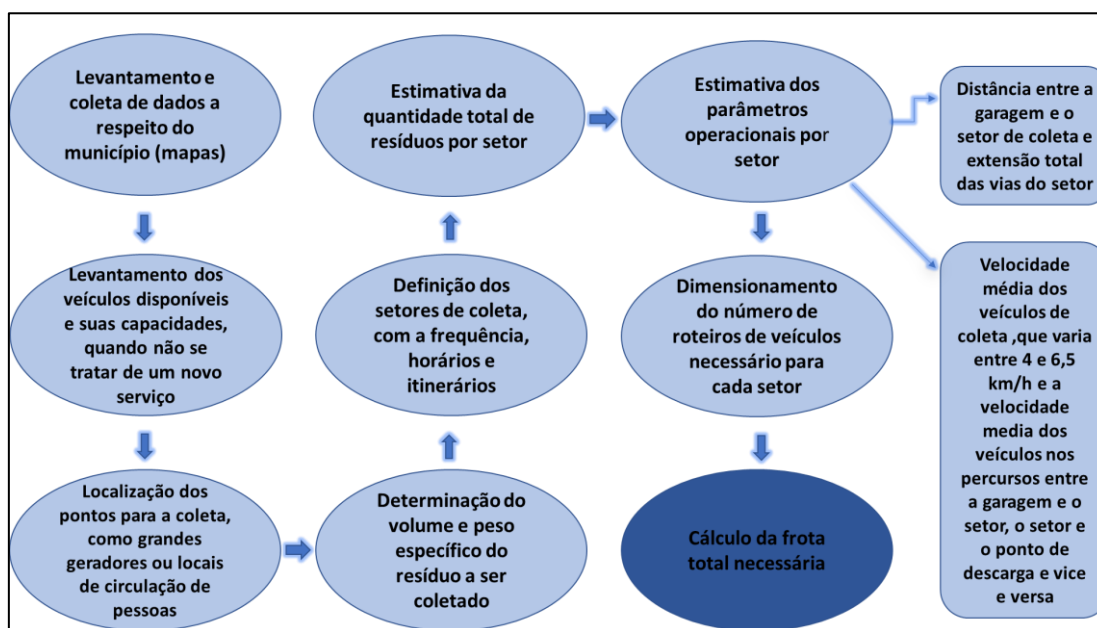 Levantamento e
coleta de dados a
respeito do
município (mapas)
Levantamento dos
veículos disponíveis
e suas capacidades,
quando não se
tratar de um novo
serviço
Localização dos
pontos para a coleta,
como grandes
geradores ou locais
de circulação de
pessoas
Determinação do
volume e peso
específico do
resíduo a ser
coletado
Definição dos
setores de coleta,
com a frequência,
horários e
itinerários
Estimativa da
quantidade total de
resíduos por setor
Estimativa dos
parâmetros
operacionais por
setor
Distância entre a
garagem e o
setor de coleta e
extensão total
das vias do setor
Velocidade
média dos
veículos de
coleta ,que varia
entre 4 e 6,5
km/h e a
velocidade
media dos
veículos nos
percursos entre
a garagem e o
setor, o setor e
o ponto de
descarga e vice
e versa
Dimensionamento
do número de
roteiros de veículos
necessário para
cada setor
Cálculo da frota
total necessária